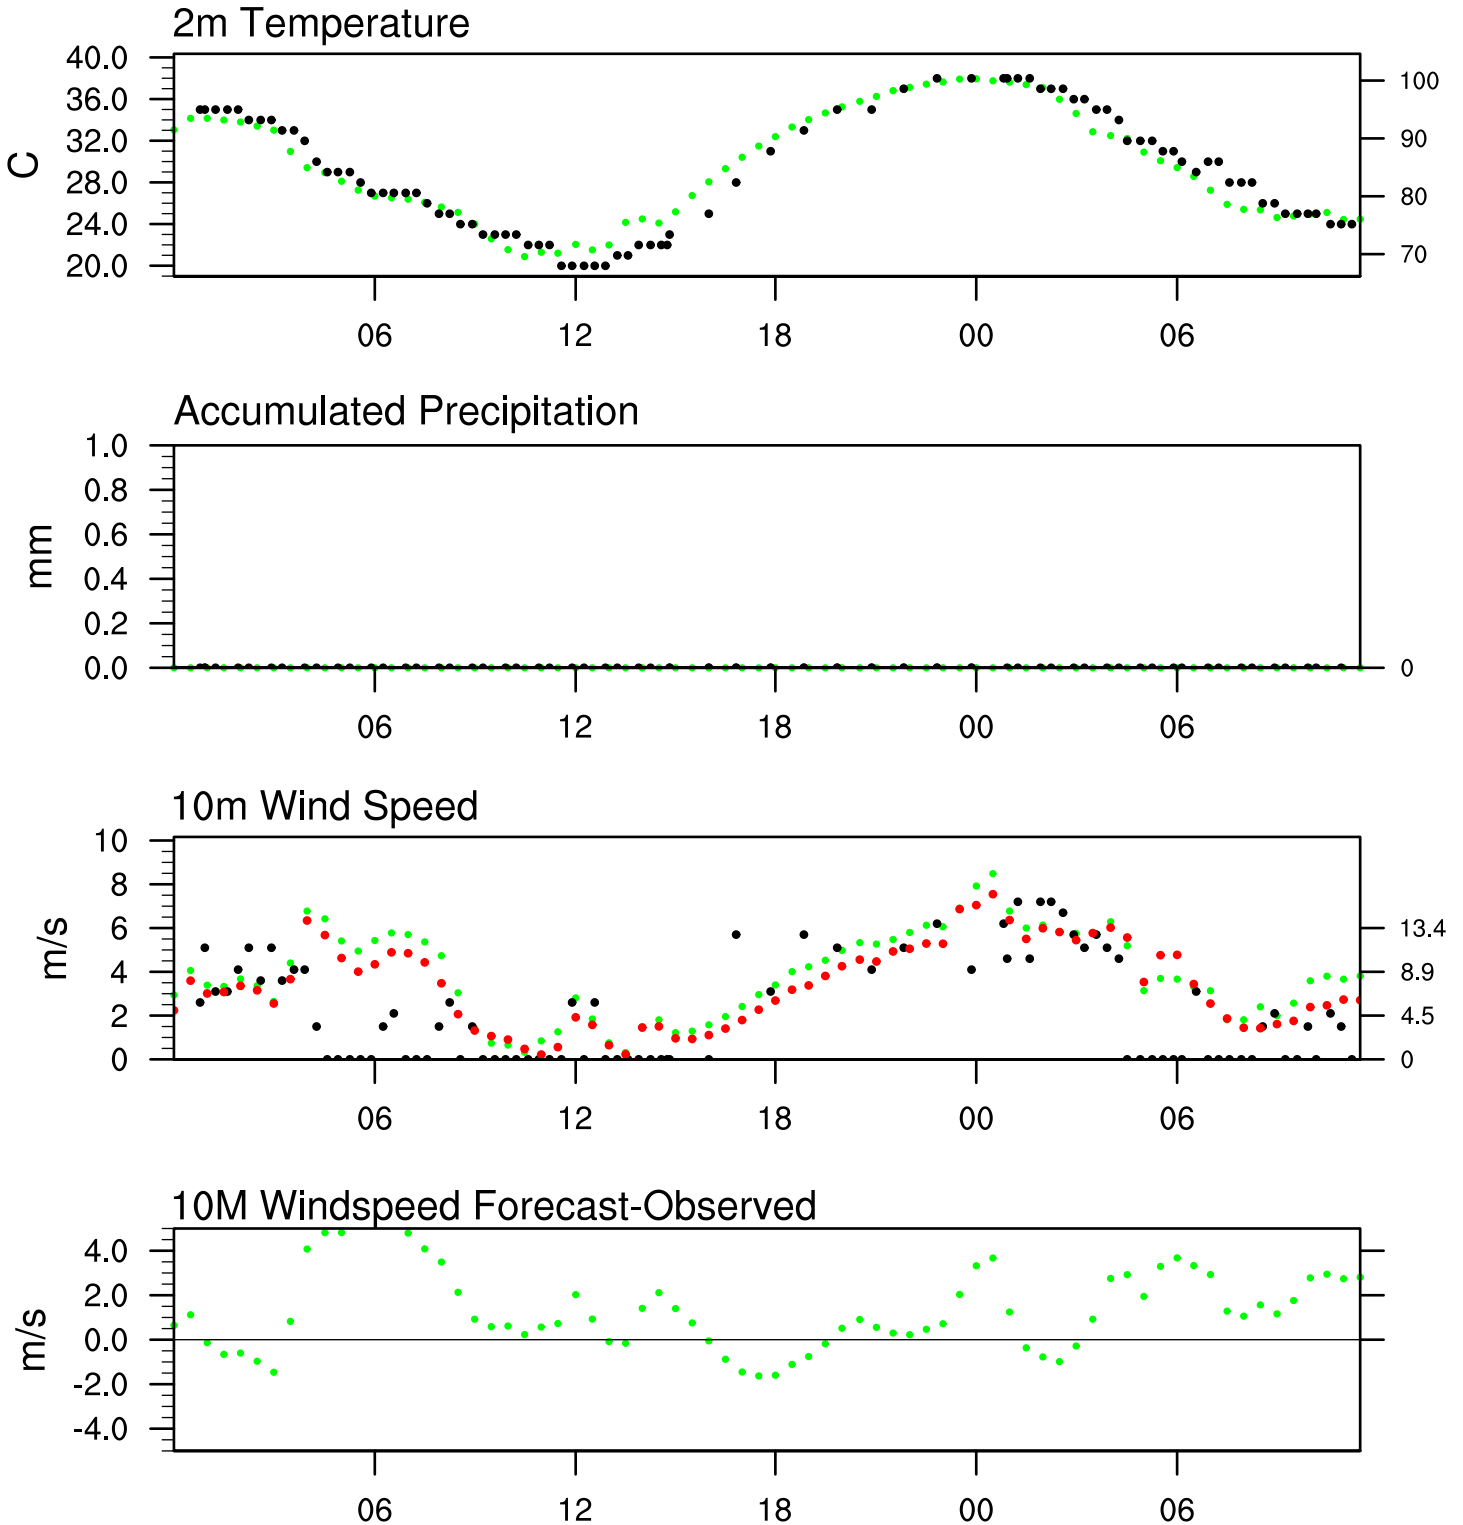 2m Temperature
40.0
36.0
32.0
28.0
24.0
20.0
C
100
90
80
70
06 12 18 00 06
Accumulated Precipitation
1.0
0.8
0.6
0.4
0.2
0.0
mm
0
06 12 18 00 06
10m Wind Speed
10
8
6
4
2
0
m/s
13.4
8.9
4.5
0
06 12 18 00 06
10M Windspeed Forecast-Observed
4.0
2.0
0.0
-2.0
-4.0
m/s
06 12 18 00 06